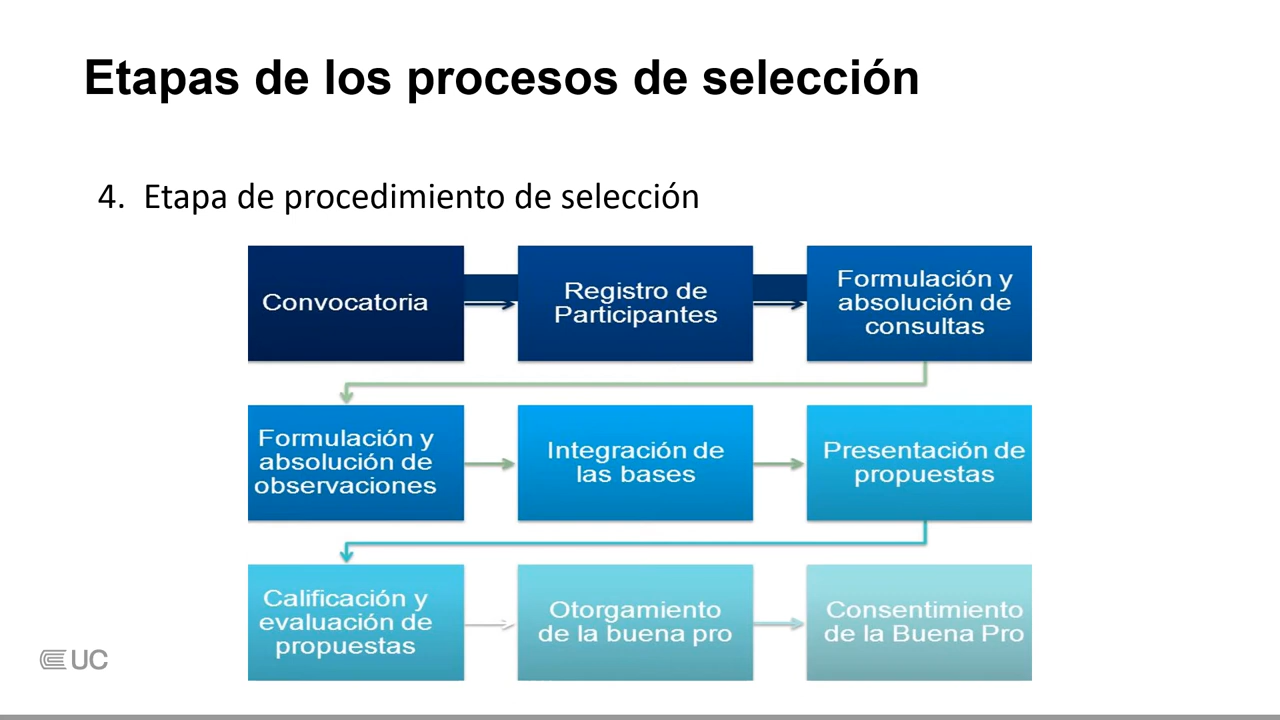 Etapas de los procesos de selección
4. Etapa de procedimiento de selección
Convocatoria
Registro de
Participantes
Formulación y
absolución de
consultas
Formulación y
absolución de
observaciones
Integración de
las bases
Presentación de
propuestas
Calificación y
evaluación de
propuestas
Otorgamiento
de la buena pro
Consentimiento
de la Buena Pro
UC